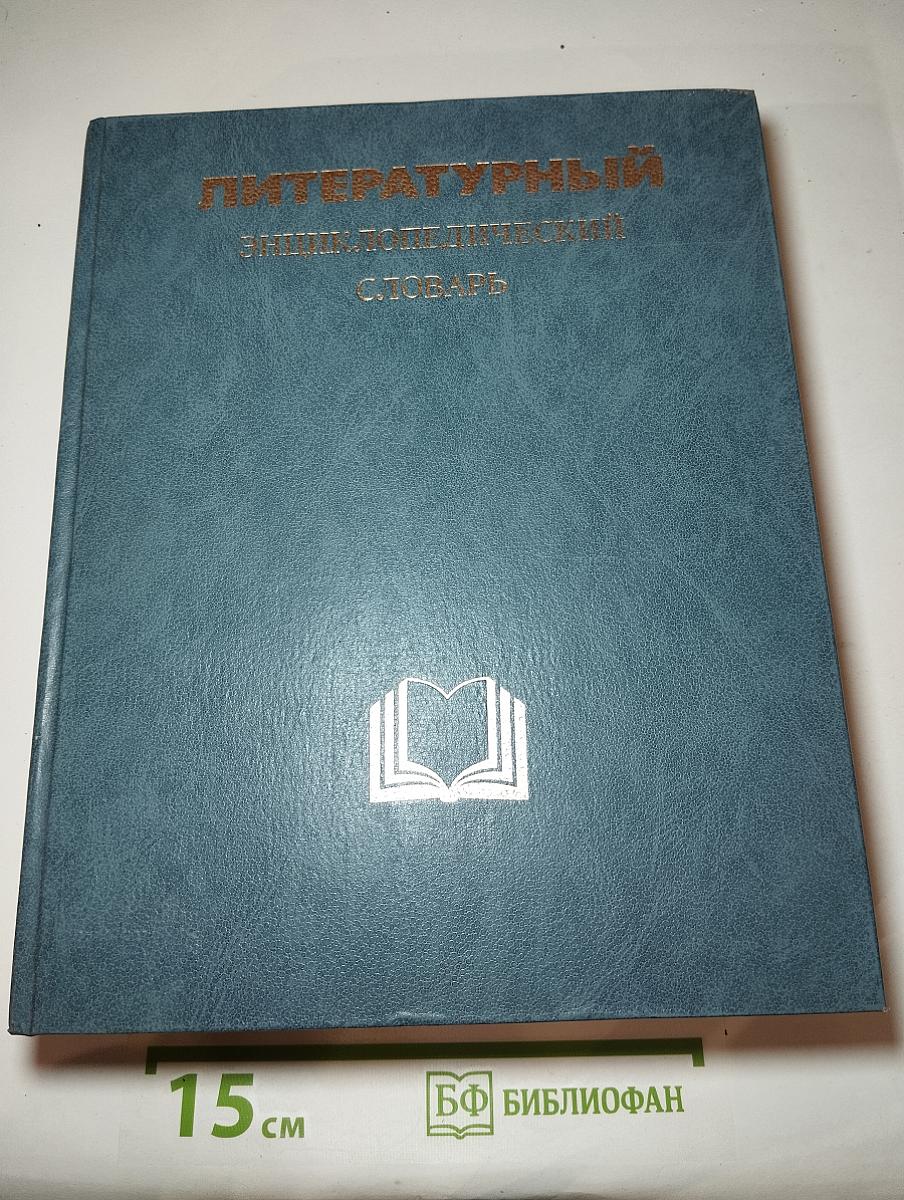 ЛИТЕРАТУРНЫЙ
ЭНЦИКЛОПЕДИЧЕСКИЙ
СЛОВАРЬ
15 см
БФ БИБЛИОФАН